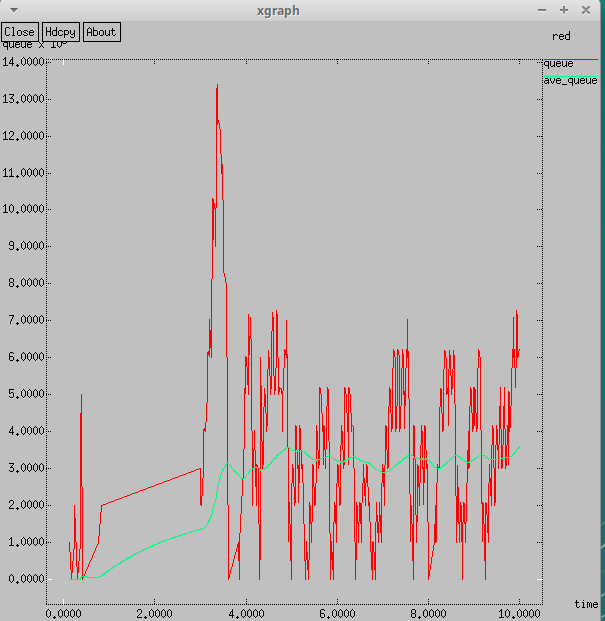 xgraph
Close Hdcpy About
red
queue x 10
queue
14.0000
ave_queue
13.0000
12.0000
11.0000
10.0000
9.0000
8.0000
7.0000
6.0000
5.0000
4.0000
3.0000
2.0000
1.0000
0.0000
time
0.0000 2.0000 4.0000 6.0000 8.0000 10.0000